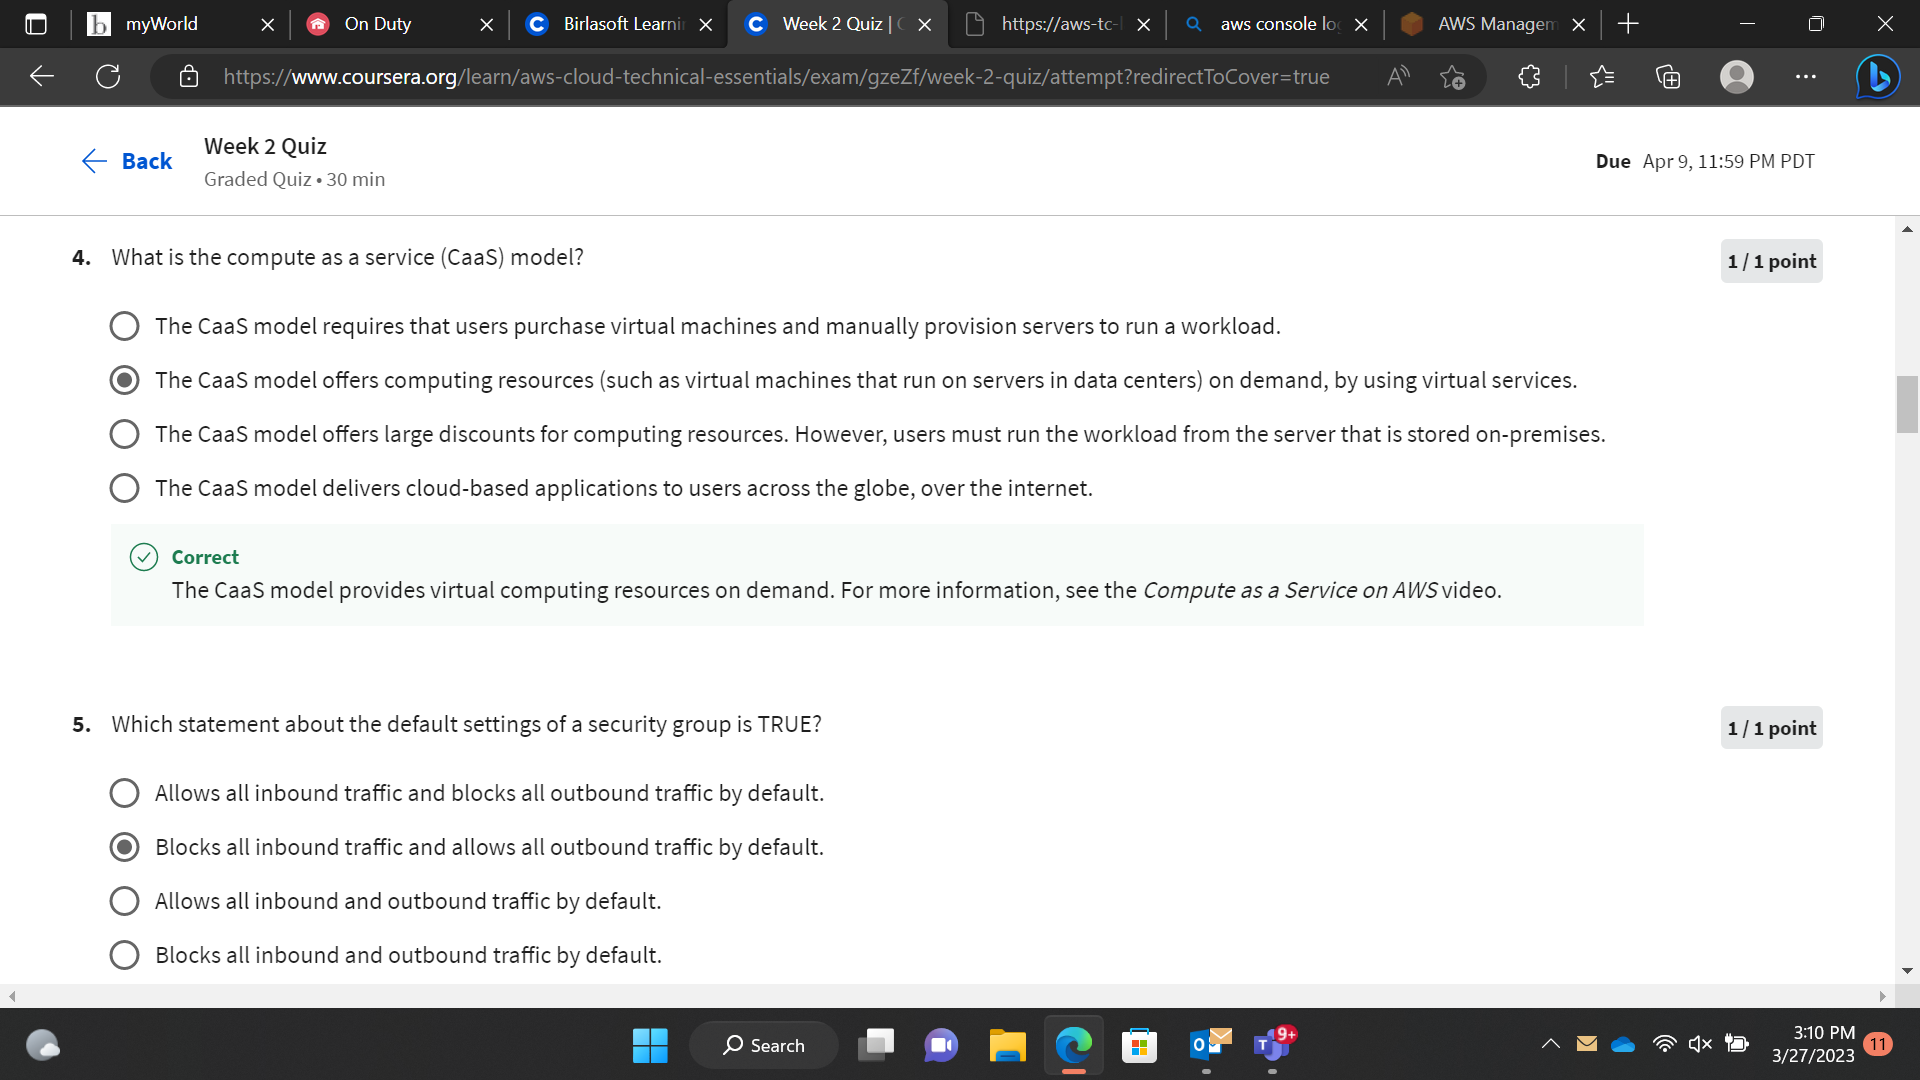 myWorld
On Duty
Birlasoft Learni
Week 2 Quiz |
https://aws-tc-
aws console lo
AWS Managem
https://www.coursera.org/learn/aws-cloud-technical-essentials/exam/gzeZf/week-2-quiz/attempt?redirectToCover=true
Back
Week 2 Quiz
Graded Quiz • 30 min
Due Apr 9, 11:59 PM PDT
4. What is the compute as a service (CaaS) model?
1 / 1 point
The CaaS model requires that users purchase virtual machines and manually provision servers to run a workload.
The CaaS model offers computing resources (such as virtual machines that run on servers in data centers) on demand, by using virtual services.
The CaaS model offers large discounts for computing resources. However, users must run the workload from the server that is stored on-premises.
The CaaS model delivers cloud-based applications to users across the globe, over the internet.
Correct
The CaaS model provides virtual computing resources on demand. For more information, see the Compute as a Service on AWS video.
5. Which statement about the default settings of a security group is TRUE?
1 / 1 point
Allows all inbound traffic and blocks all outbound traffic by default.
Blocks all inbound traffic and allows all outbound traffic by default.
Allows all inbound and outbound traffic by default.
Blocks all inbound and outbound traffic by default.
Search
9+
3:10 PM
3/27/2023
11